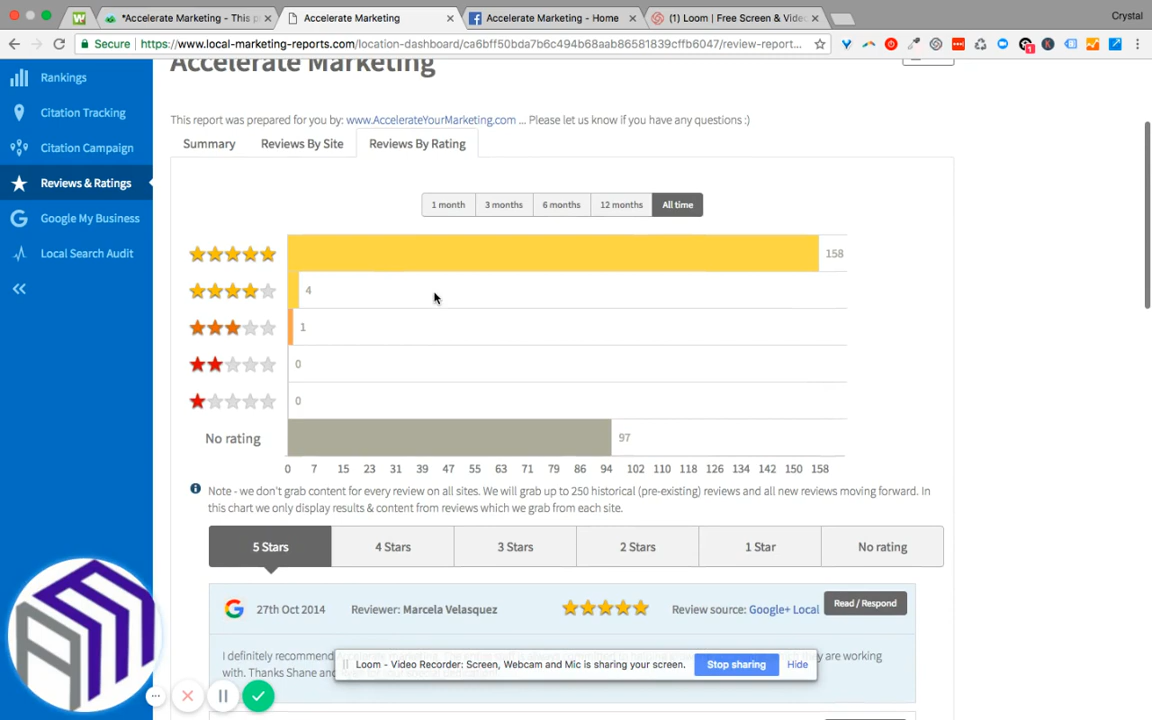 *Accelerate Marketing - This p
Accelerate Marketing
Accelerate Marketing - Home
(1) Loom | Free Screen & Vide
Crystal
Secure
https://www.local-marketing-reports.com/location-dashboard/ca6bff50bda7b6c494b68aab86581839cffb6047/review-report...
Rankings
Citation Tracking
Citation Campaign
Reviews & Ratings
Google My Business
Local Search Audit
Accelerate Marketing
This report was prepared for you by: www.AccelerateYourMarketing.com ... Please let us know if you have any questions :)
Summary
Reviews By Site
Reviews By Rating
1 month
3 months
6 months
12 months
All time
158
4
1
0
0
No rating
97
0 7 15 23 31 39 47 55 63 71 79 86 94 102 110 118 126 134 142 150 158
Note - we don't grab content for every review on all sites. We will grab up to 250 historical (pre-existing) reviews and all new reviews moving forward. In
this chart we only display results & content from reviews which we grab from each site.
5 Stars
4 Stars
3 Stars
2 Stars
1 Star
No rating
27th Oct 2014
Reviewer: Marcela Velasquez
Review source: Google+ Local
Read / Respond
I definitely recommend
y are working
with. Thanks Shane and
Loom - Video Recorder: Screen, Webcam and Mic is sharing your screen.
Stop sharing
Hide